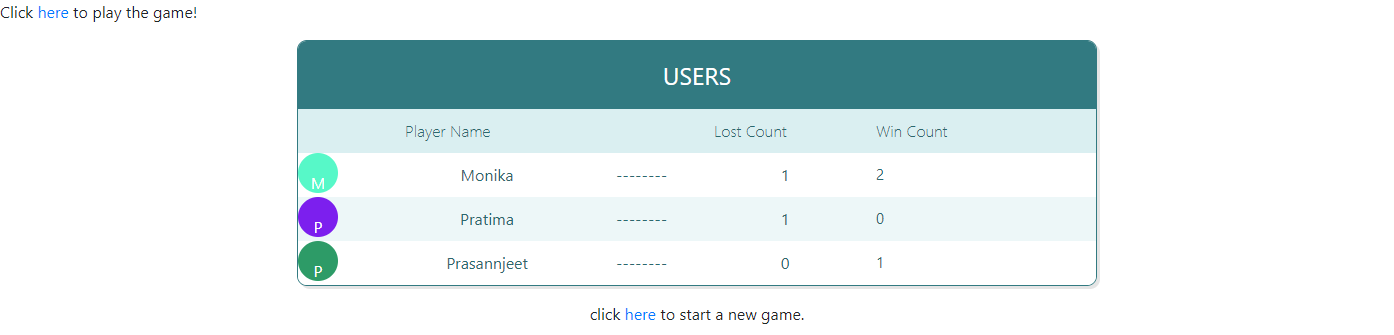 Click here to play the game!
USERS
Player Name Lost Count Win Count
M Monika -------- 1 2
P Pratima -------- 1 0
P Prasannjeet -------- 0 1
click here to start a new game.